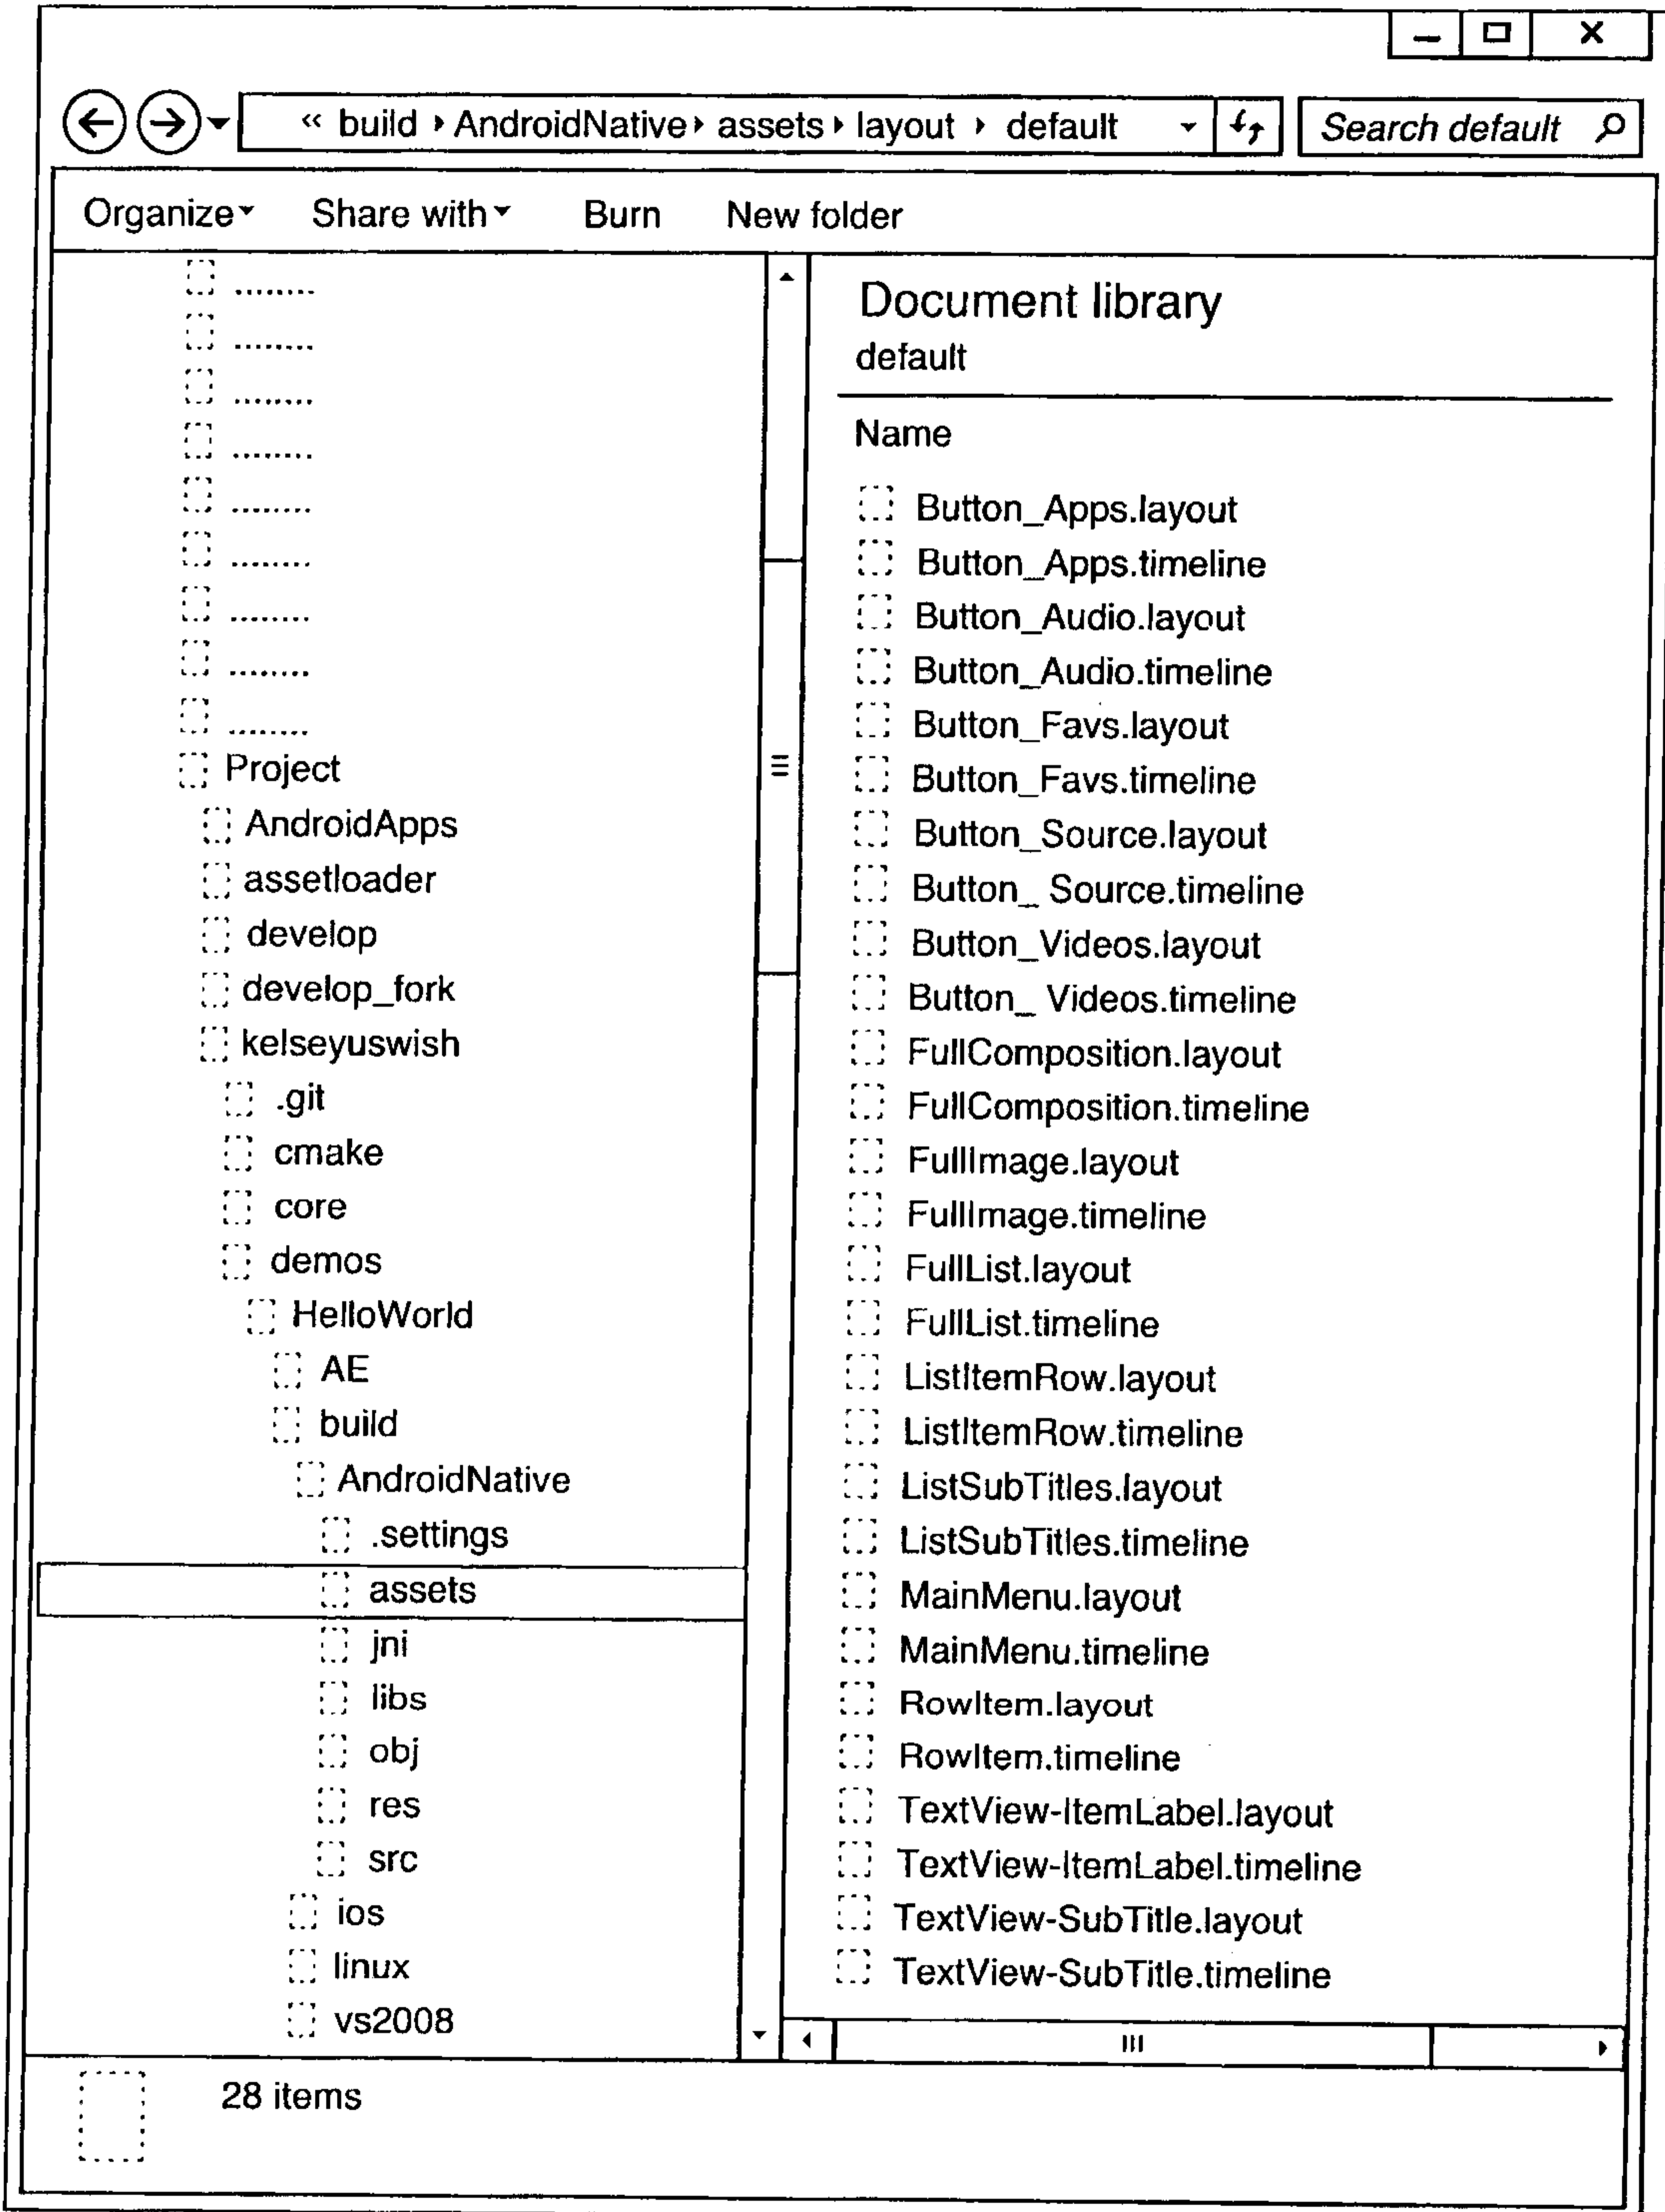 « build ▸ AndroidNative ▸ assets ▸ layout ▸ default
Search default
Organize Share with Burn New folder
........
........
........
........
........
........
........
........
........
Project
AndroidApps
assetloader
develop
develop_fork
kelseyuswish
.git
cmake
core
demos
HelloWorld
AE
build
AndroidNative
.settings
assets
jni
libs
obj
res
src
ios
linux
vs2008
Document library
default
Name
Button_Apps.layout
Button_Apps.timeline
Button_Audio.layout
Button_Audio.timeline
Button_Favs.layout
Button_Favs.timeline
Button_Source.layout
Button_ Source.timeline
Button_Videos.layout
Button_ Videos.timeline
FullComposition.layout
FullComposition.timeline
FullImage.layout
FullImage.timeline
FullList.layout
FullList.timeline
ListItemRow.layout
ListItemRow.timeline
ListSubTitles.layout
ListSubTitles.timeline
MainMenu.layout
MainMenu.timeline
RowItem.layout
RowItem.timeline
TextView-ItemLabel.layout
TextView-ItemLabel.timeline
TextView-SubTitle.layout
TextView-SubTitle.timeline
28 items